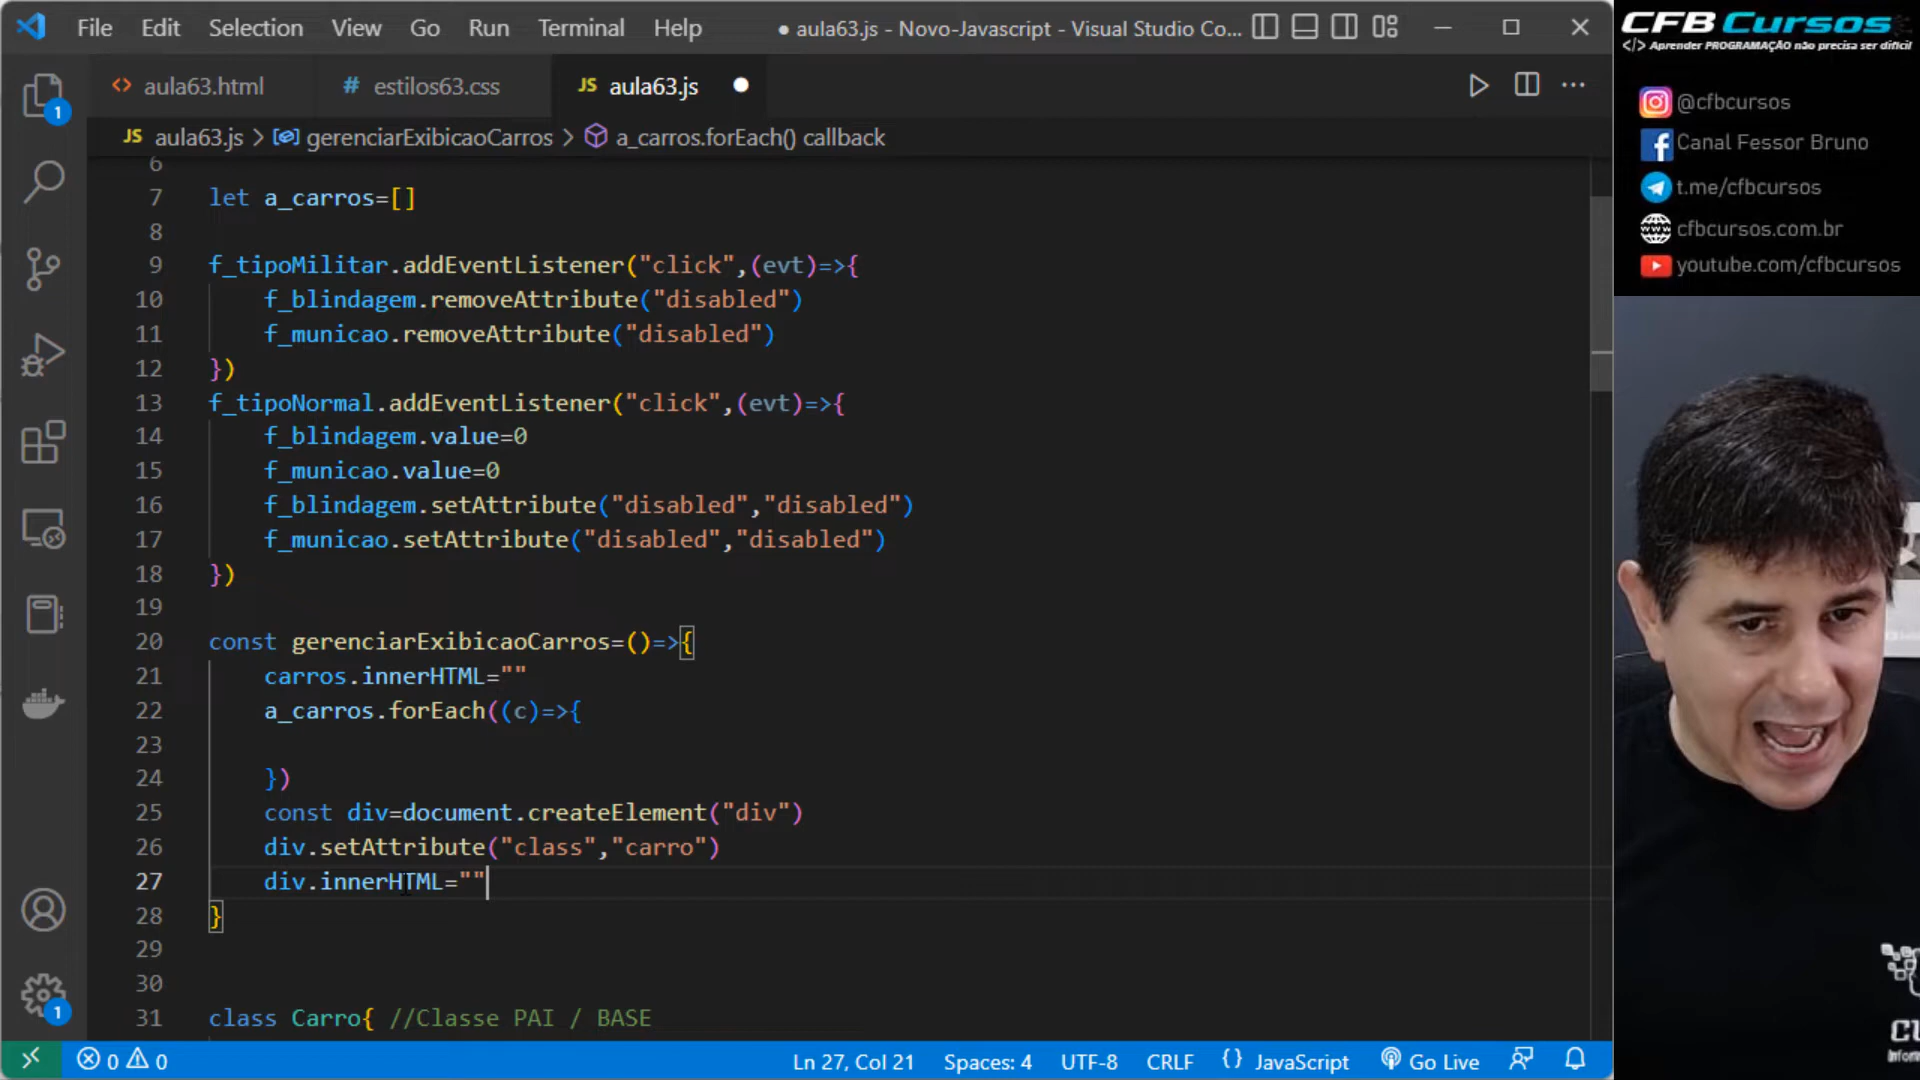 File Edit Selection View Go Run Terminal Help ● aula63.js - Novo-Javascript - Visual Studio Co...
<> aula63.html # estilos63.css JS aula63.js ●
JS aula63.js > gerenciarExibicaoCarros > a_carros.forEach() callback
6
7 let a_carros=[]
8
9 f_tipoMilitar.addEventListener("click",(evt)=>{
10 f_blindagem.removeAttribute("disabled")
11 f_municao.removeAttribute("disabled")
12 })
13 f_tipoNormal.addEventListener("click",(evt)=>{
14 f_blindagem.value=0
15 f_municao.value=0
16 f_blindagem.setAttribute("disabled","disabled")
17 f_municao.setAttribute("disabled","disabled")
18 })
19
20 const gerenciarExibicaoCarros=()=>{
21 carros.innerHTML=""
22 a_carros.forEach((c)=>{
23
24 })
25 const div=document.createElement("div")
26 div.setAttribute("class","carro")
27 div.innerHTML=""
28 }
29
30
31 class Carro{ //Classe PAI / BASE
1
1
0 0 Ln 27, Col 21 Spaces: 4 UTF-8 CRLF {} JavaScript Go Live
CFB Cursos
</> Aprender PROGRAMAÇÃO não precisa ser difícil
@cfbcursos
Canal Fessor Bruno
t.me/cfbcursos
cfbcursos.com.br
youtube.com/cfbcursos